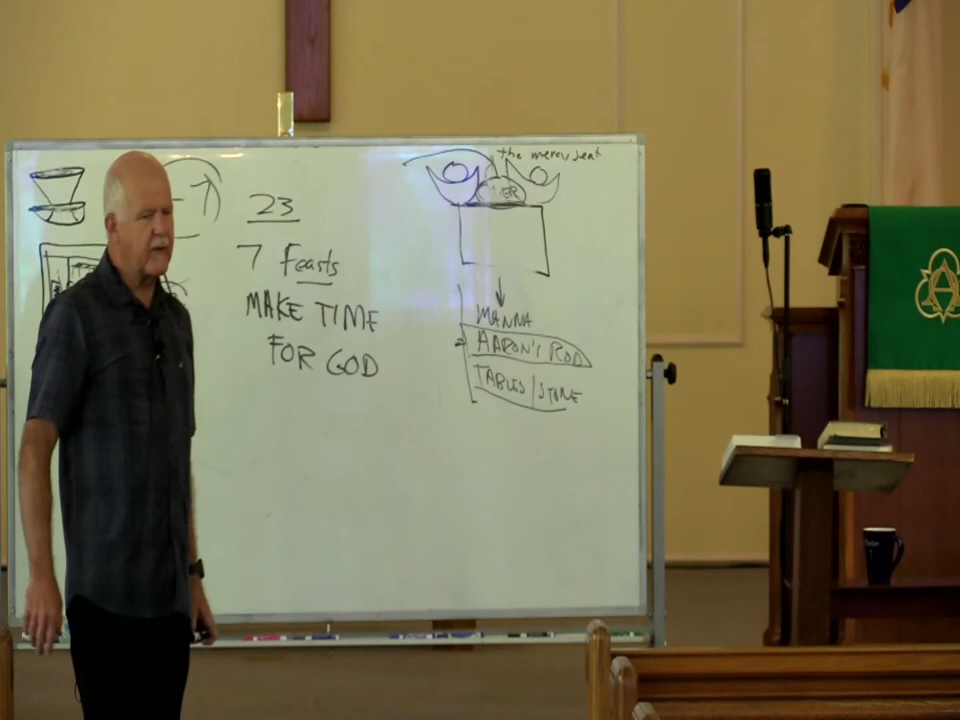 23
7 Feasts
MAKE TIME
FOR GOD
the mercy seat
MANNA
AARON'S ROD
TABLES/STONE